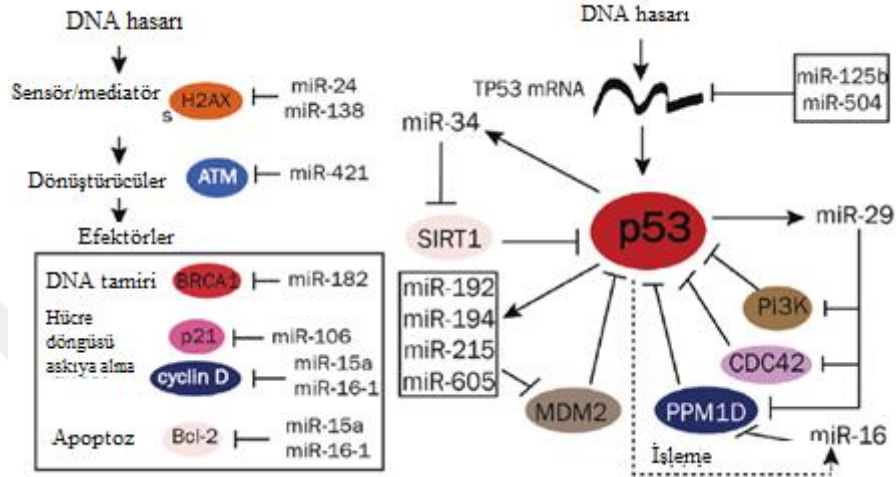 DNA hasarı
Sensör/mediatör
s
H2AX
miR-24
miR-138
Dönüştürücüler
ATM
miR-421
Efektörler
DNA tamiri
BRCA1
miR-182
Hücre
döngüsü
askıya alma
p21
miR-106
cyclin D
miR-15a
miR-16-1
Apoptoz
Bcl-2
miR-15a
miR-16-1
DNA hasarı
TP53 mRNA
miR-125b
miR-504
miR-34
SIRT1
p53
miR-29
miR-192
miR-194
miR-215
miR-605
PI3K
CDC42
MDM2
PPM1D
miR-16
İşleme